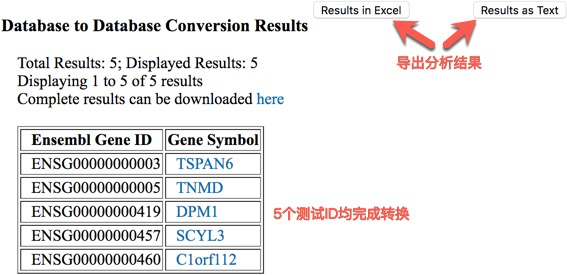 Results in Excel
Results as Text
Database to Database Conversion Results
导出分析结果
Total Results: 5; Displayed Results: 5
Displaying 1 to 5 of 5 results
Complete results can be downloaded here
Ensembl Gene ID Gene Symbol
ENSG00000000003 TSPAN6
ENSG00000000005 TNMD
ENSG00000000419 DPM1
5个测试ID均完成转换
ENSG00000000457 SCYL3
ENSG00000000460 C1orf112